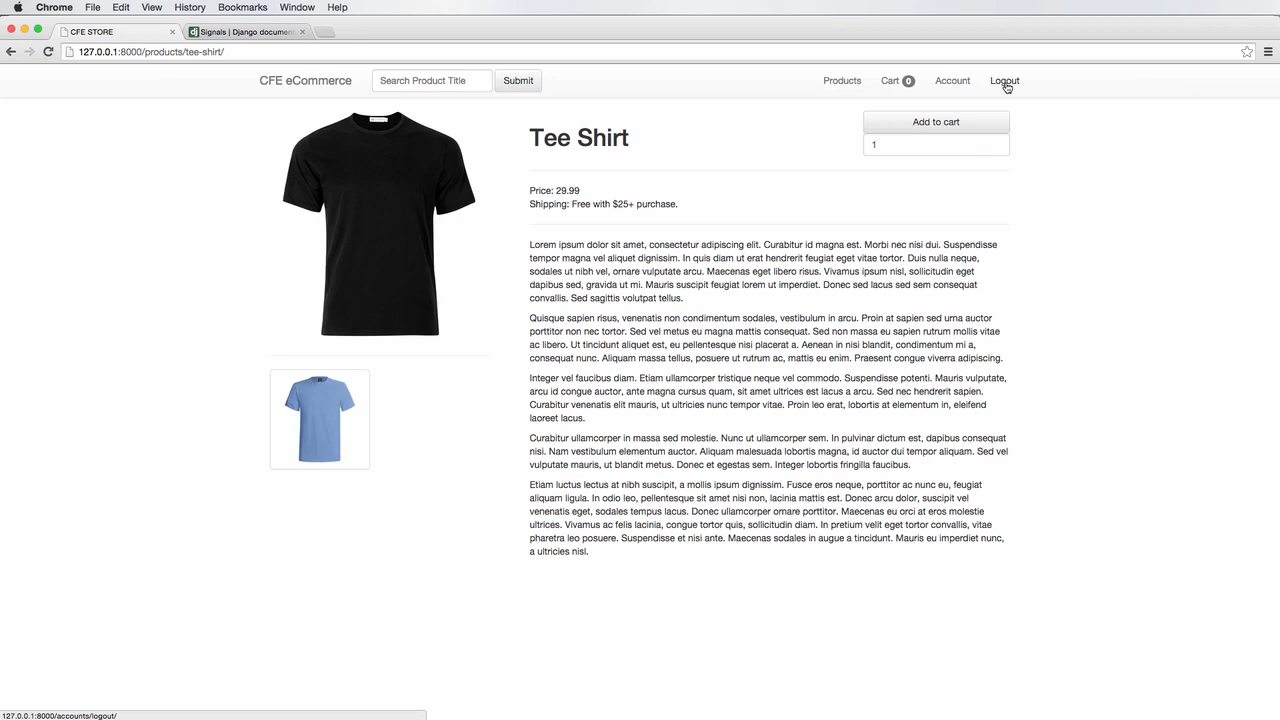 Chrome File Edit View History Bookmarks Window Help
CFE STORE
Signals | Django documen
127.0.0.1:8000/products/tee-shirt/
CFE eCommerce Search Product Title Submit Products Cart 0 Account Logout
Tee Shirt
Add to cart
1
Price: 29.99
Shipping: Free with $25+ purchase.
Lorem ipsum dolor sit amet, consectetur adipiscing elit. Curabitur id magna est. Morbi nec nisi dui. Suspendisse
tempor magna vel aliquet dignissim. In quis diam ut erat hendrerit feugiat eget vitae tortor. Duis nulla neque,
sodales ut nibh vel, ornare vulputate arcu. Maecenas eget libero risus. Vivamus ipsum nisl, sollicitudin eget
dapibus sed, gravida ut mi. Mauris suscipit feugiat lorem ut imperdiet. Donec sed lacus sed sem consequat
convallis. Sed sagittis volutpat tellus.
Quisque sapien risus, venenatis non condimentum sodales, vestibulum in arcu. Proin at sapien sed urna auctor
porttitor non nec tortor. Sed vel metus eu magna mattis consequat. Sed non massa eu sapien rutrum mollis vitae
ac libero. Ut tincidunt aliquet est, eu pellentesque nisi placerat a. Aenean in nisi blandit, condimentum mi a,
consequat nunc. Aliquam massa tellus, posuere ut rutrum ac, mattis eu enim. Praesent congue viverra adipiscing.
Integer vel faucibus diam. Etiam ullamcorper tristique neque vel commodo. Suspendisse potenti. Mauris vulputate,
arcu id congue auctor, ante magna cursus quam, sit amet ultrices est lacus a arcu. Sed nec hendrerit sapien.
Curabitur venenatis elit mauris, ut ultricies nunc tempor vitae. Proin leo erat, lobortis at elementum in, eleifend
laoreet lacus.
Curabitur ullamcorper in massa sed molestie. Nunc ut ullamcorper sem. In pulvinar dictum est, dapibus consequat
nisi. Nam vestibulum elementum auctor. Aliquam malesuada lobortis magna, id auctor dui tempor aliquam. Sed vel
vulputate mauris, ut blandit metus. Donec et egestas sem. Integer lobortis fringilla faucibus.
Etiam luctus lectus at nibh suscipit, a mollis ipsum dignissim. Fusce eros neque, porttitor ac nunc eu, feugiat
aliquam ligula. In odio leo, pellentesque sit amet nisi non, lacinia mattis est. Donec arcu dolor, suscipit vel
venenatis eget, sodales tempus lacus. Donec ullamcorper ornare porttitor. Maecenas eu orci at eros molestie
ultrices. Vivamus ac felis lacinia, congue tortor quis, sollicitudin diam. In pretium velit eget tortor convallis, vitae
pharetra leo posuere. Suspendisse et nisi ante. Maecenas sodales in augue a tincidunt. Mauris eu imperdiet nunc,
a ultricies nisl.
127.0.0.1:8000/accounts/logout/